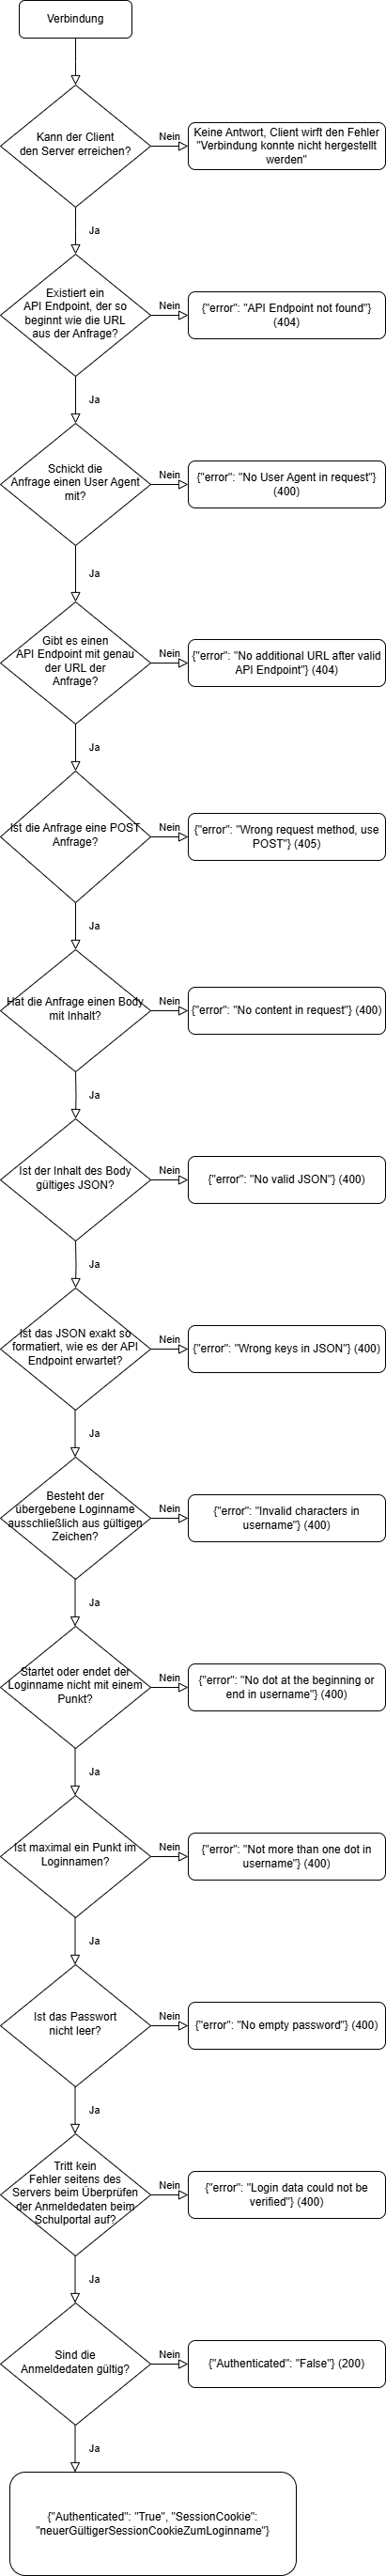 Verbindung
Kann der Client
den Server erreichen?
Nein
Keine Antwort, Client wirft den Fehler
"Verbindung konnte nicht hergestellt
werden"
Ja
Existiert ein
API Endpoint, der so
beginnt wie die URL
aus der Anfrage?
Nein
{"error": "API Endpoint not found"}
(404)
Ja
Schickt die
Anfrage einen User Agent
mit?
Nein
{"error": "No User Agent in request"}
(400)
Ja
Gibt es einen
API Endpoint mit genau
der URL der
Anfrage?
Nein
{"error": "No additional URL after valid
API Endpoint"} (404)
Ja
Ist die Anfrage eine POST
Anfrage?
Nein
{"error": "Wrong request method, use
POST"} (405)
Ja
Hat die Anfrage einen Body
mit Inhalt?
Nein
{"error": "No content in request"} (400)
Ja
Ist der Inhalt des Body
gültiges JSON?
Nein
{"error": "No valid JSON"} (400)
Ja
Ist das JSON exakt so
formatiert, wie es der API
Endpoint erwartet?
Nein
{"error": "Wrong keys in JSON"} (400)
Ja
Besteht der
übergebene Loginname
ausschließlich aus gültigen
Zeichen?
Nein
{"error": "Invalid characters in
username"} (400)
Ja
Startet oder endet der
Loginname nicht mit einem
Punkt?
Nein
{"error": "No dot at the beginning or
end in username"} (400)
Ja
Ist maximal ein Punkt im
Loginnamen?
Nein
{"error": "Not more than one dot in
username"} (400)
Ja
Ist das Passwort
nicht leer?
Nein
{"error": "No empty password"} (400)
Ja
Tritt kein
Fehler seitens des
Servers beim Überprüfen
der Anmeldedaten beim
Schulportal auf?
Nein
{"error": "Login data could not be
verified"} (400)
Ja
Sind die
Anmeldedaten gültig?
Nein
{"Authenticated": "False"} (200)
Ja
{"Authenticated": "True", "SessionCookie":
"neuerGültigerSessionCookieZumLoginname"}